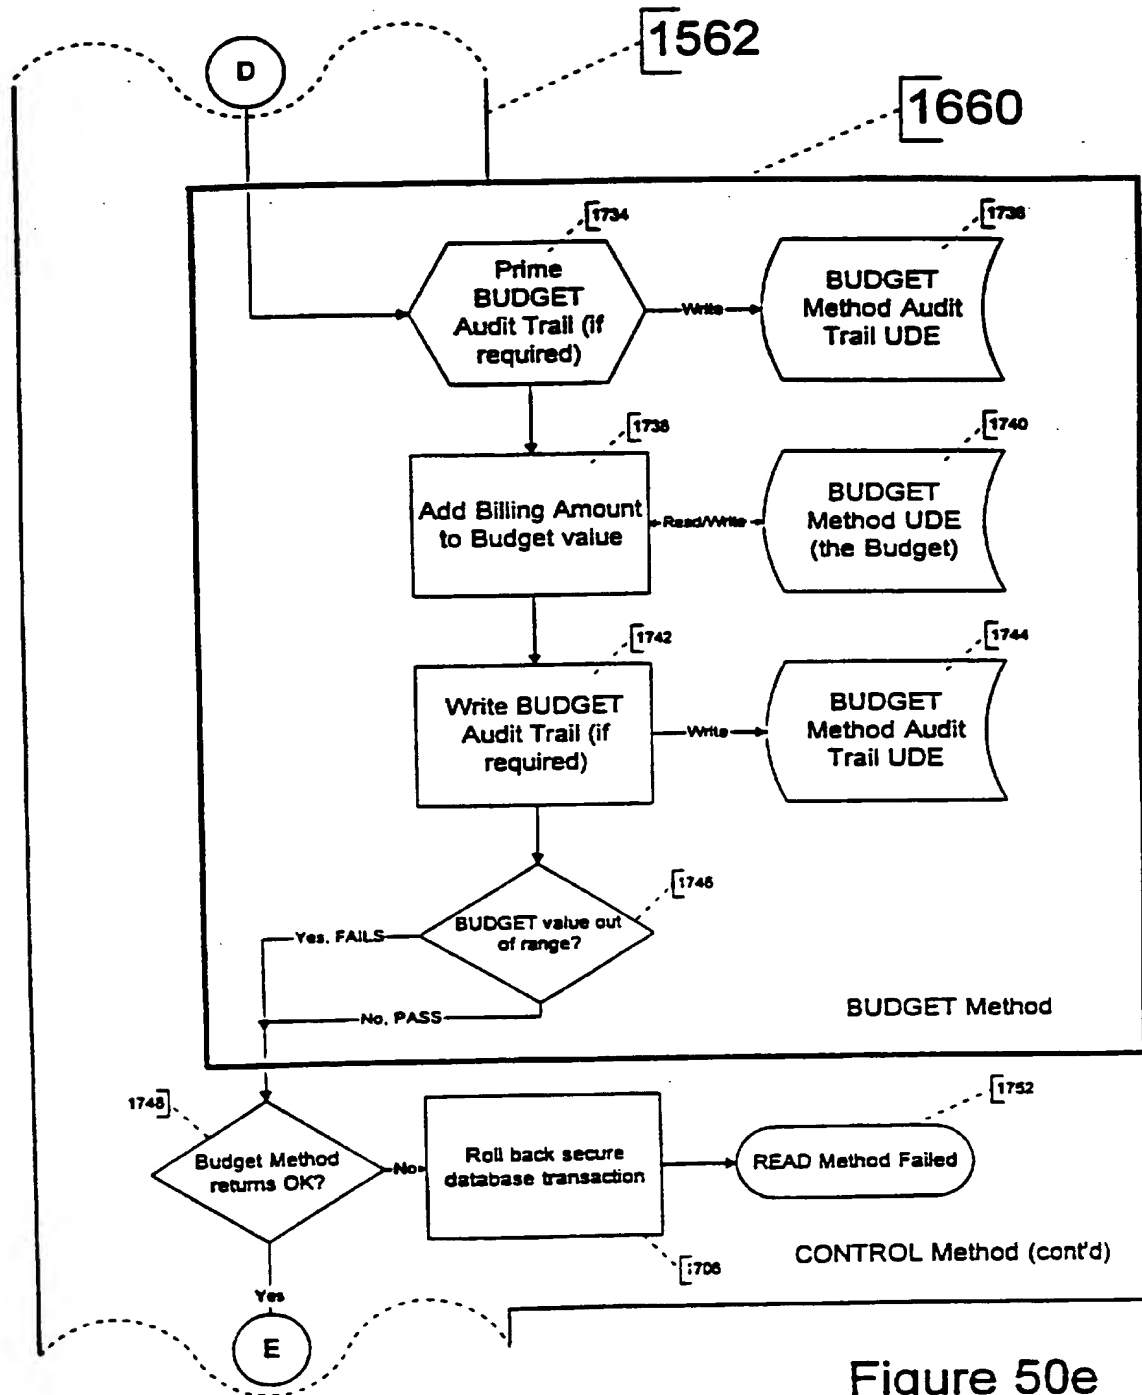 D
1562
1660
1734
Prime
BUDGET
Audit Trail (if
required)
Write
1736
BUDGET
Method Audit
Trail UDE
1738
Add Billing Amount
to Budget value
Read/Write
1740
BUDGET
Method UDE
(the Budget)
1742
Write BUDGET
Audit Trail (if
required)
Write
1744
BUDGET
Method Audit
Trail UDE
1746
BUDGET value out
of range?
Yes, FAILS
No, PASS
BUDGET Method
1748
Budget Method
returns OK?
No
Roll back secure
database transaction
1752
READ Method Failed
1706
CONTROL Method (cont'd)
Yes
E
Figure 50e